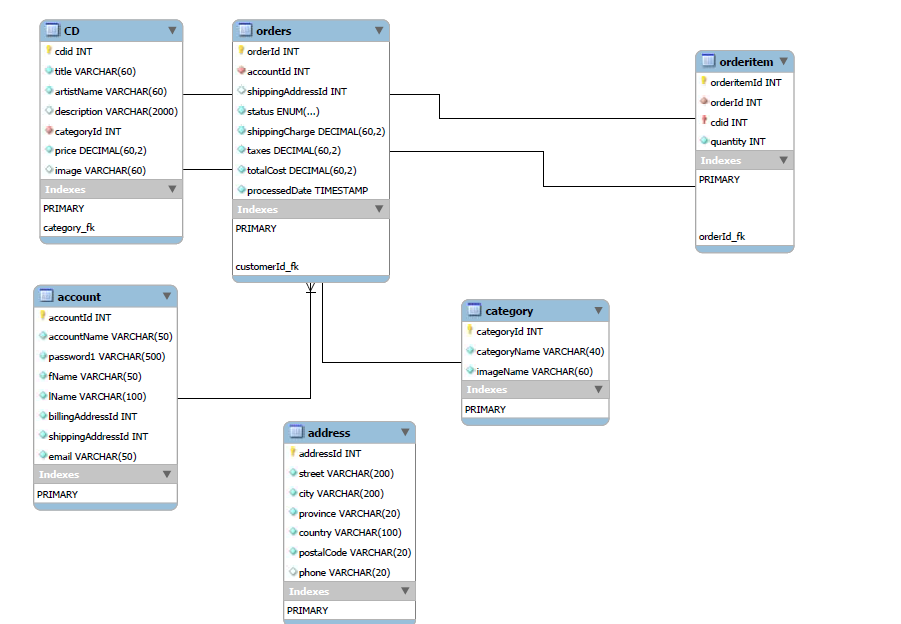 CD
cdid INT
title VARCHAR(60)
artistName VARCHAR(60)
description VARCHAR(2000)
categoryId INT
price DECIMAL(60,2)
image VARCHAR(60)
Indexes
PRIMARY
category_fk
orders
orderId INT
accountId INT
shippingAddressId INT
status ENUM(...)
shippingCharge DECIMAL(60,2)
taxes DECIMAL(60,2)
totalCost DECIMAL(60,2)
processedDate TIMESTAMP
Indexes
PRIMARY
customerId_fk
orderitem
orderitemId INT
orderId INT
cdid INT
quantity INT
Indexes
PRIMARY
orderId_fk
account
accountId INT
accountName VARCHAR(50)
password1 VARCHAR(500)
fName VARCHAR(50)
lName VARCHAR(100)
billingAddressId INT
shippingAddressId INT
email VARCHAR(50)
Indexes
PRIMARY
category
categoryId INT
categoryName VARCHAR(40)
imageName VARCHAR(60)
Indexes
PRIMARY
address
addressId INT
street VARCHAR(200)
city VARCHAR(200)
province VARCHAR(20)
country VARCHAR(100)
postalCode VARCHAR(20)
phone VARCHAR(20)
Indexes
PRIMARY